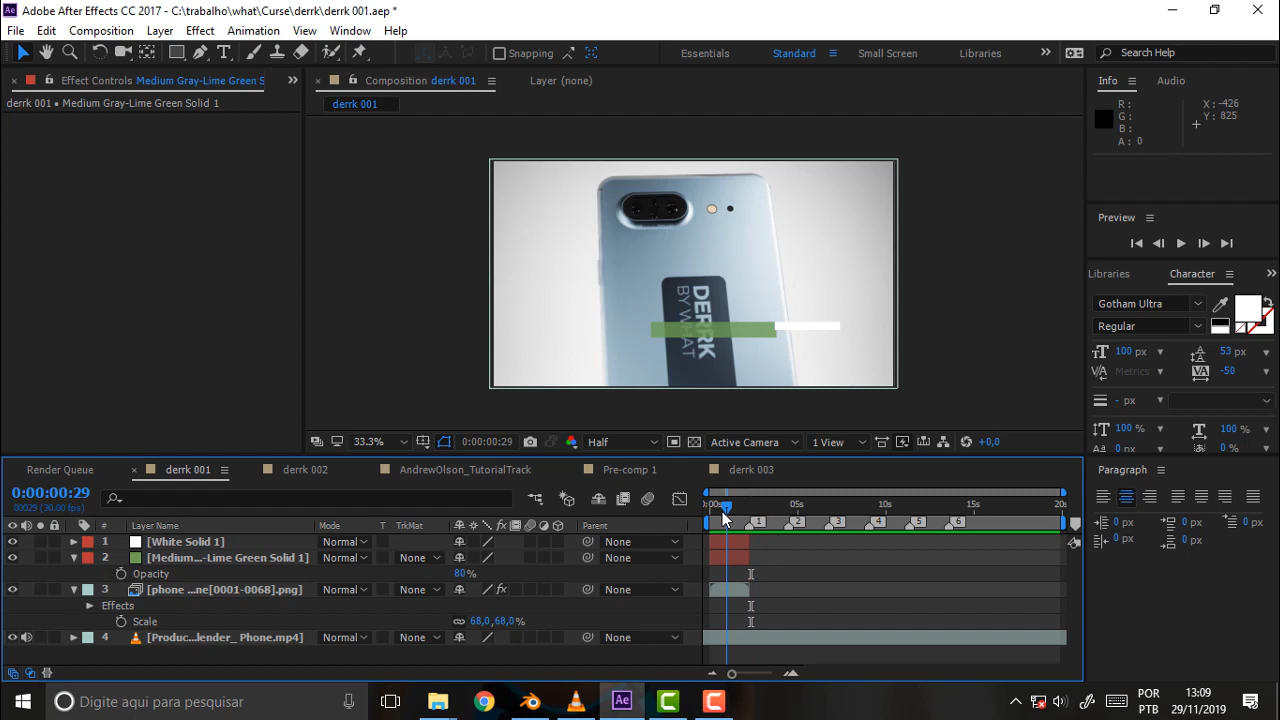 Adobe After Effects CC 2017 - C:\trabalho\what\Curse\derrk\derrk 001.aep *
File Edit Composition Layer Effect Animation View Window Help
Snapping Essentials Standard Small Screen Libraries Search Help
Effect Controls Medium Gray-Lime Green S
derrk 001 • Medium Gray-Lime Green Solid 1
Composition derrk 001 Layer (none)
derrk 001
DERRK
BY WHAT
33.3% 0:00:00:29 Half Active Camera 1 View +0,0
Info Audio
R: X: -426
G: Y: 825
B:
A: 0
Preview
Libraries Character
Gotham Ultra
Regular
100 px 53 px
Metrics -50
- px
100 % 100 %
0 px 0 %
Paragraph
0 px 0 px 0 px
0 px 0 px
Render Queue derrk 001 derrk 002 AndrewOlson_TutorialTrack Pre-comp 1 derrk 003
0:00:00:29
00029 (30.00 fps)
05s 10s 15s 20s
# Layer Name Mode T TrkMat Parent
1 2 3 4 5 6
1 [White Solid 1] Normal None
2 [Medium...-Lime Green Solid 1] Normal None None
Opacity 80%
3 [phone ...ne[0001-0068].png] Normal None None
Effects
Scale 68,0,68,0%
4 [Produc...lender_ Phone.mp4] Normal None None
Digite aqui para pesquisar
POR
PTB
13:09
29/11/2019